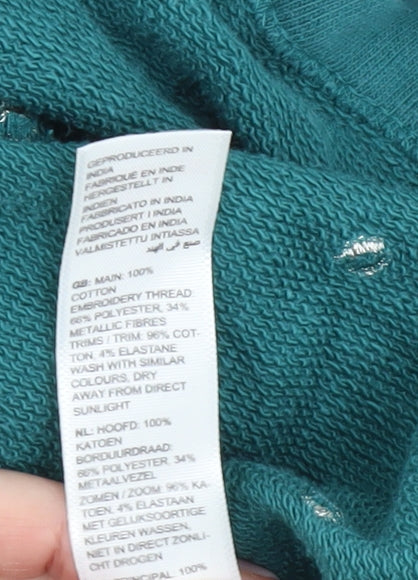 GEPRODUCEERD IN
INDIA
FABRIQUÉ EN INDE
HERGESTELLT IN
INDIEN
FABBRICATO IN INDIA
PRODUSERT I INDIA
FABRICADO EN INDIA
VALMISTETTU INTIASSA
صنع في الهند
GB: MAIN: 100%
COTTON
EMBROIDERY THREAD:
66% POLYESTER, 34%
METALLIC FIBRES
TRIMS / TRIM: 96% COT-
TON, 4% ELASTANE
WASH WITH SIMILAR
COLOURS, DRY
AWAY FROM DIRECT
SUNLIGHT
NL: HOOFD: 100%
KATOEN
BORDUURDRAAD:
66% POLYESTER, 34%
METAALVEZEL
ZOMEN / ZOOM: 96% KA-
TOEN, 4% ELASTAAN
MET GELIJKSOORTIGE
KLEUREN WASSEN,
NIET IN DIRECT ZONLI-
CHT DROGEN
PRINCIPAL 100%